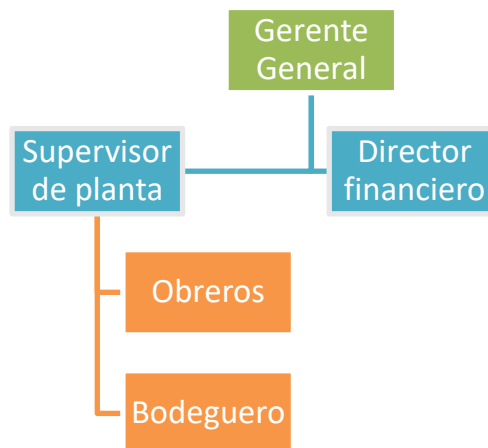 Gerente
General
Supervisor
de planta
Director
financiero
Obreros
Bodeguero